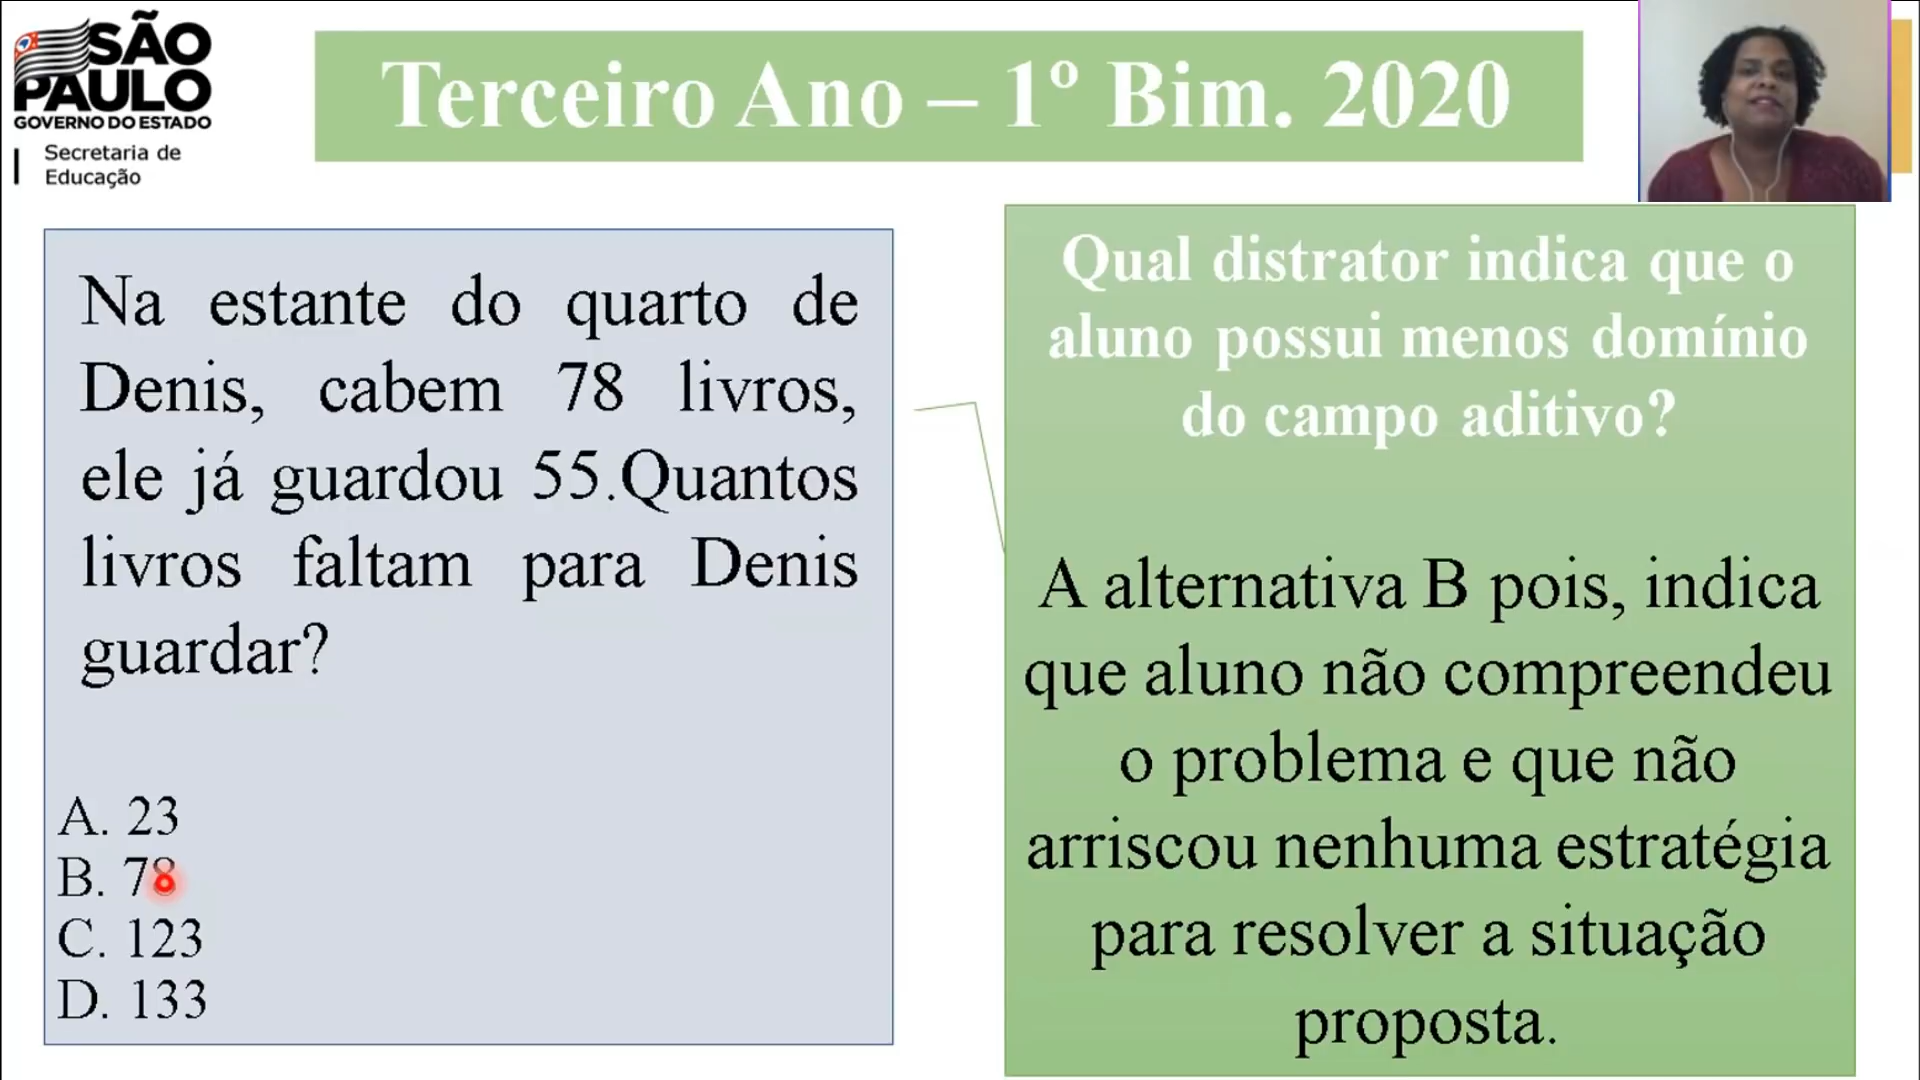 SÃO
PAULO
GOVERNO DO ESTADO
Secretaria de
Educação
Terceiro Ano – 1º Bim. 2020
Na estante do quarto de
Denis, cabem 78 livros,
ele já guardou 55.Quantos
livros faltam para Denis
guardar?
A. 23
B. 78
C. 123
D. 133
Qual distrator indica que o
aluno possui menos domínio
do campo aditivo?
A alternativa B pois, indica
que aluno não compreendeu
o problema e que não
arriscou nenhuma estratégia
para resolver a situação
proposta.